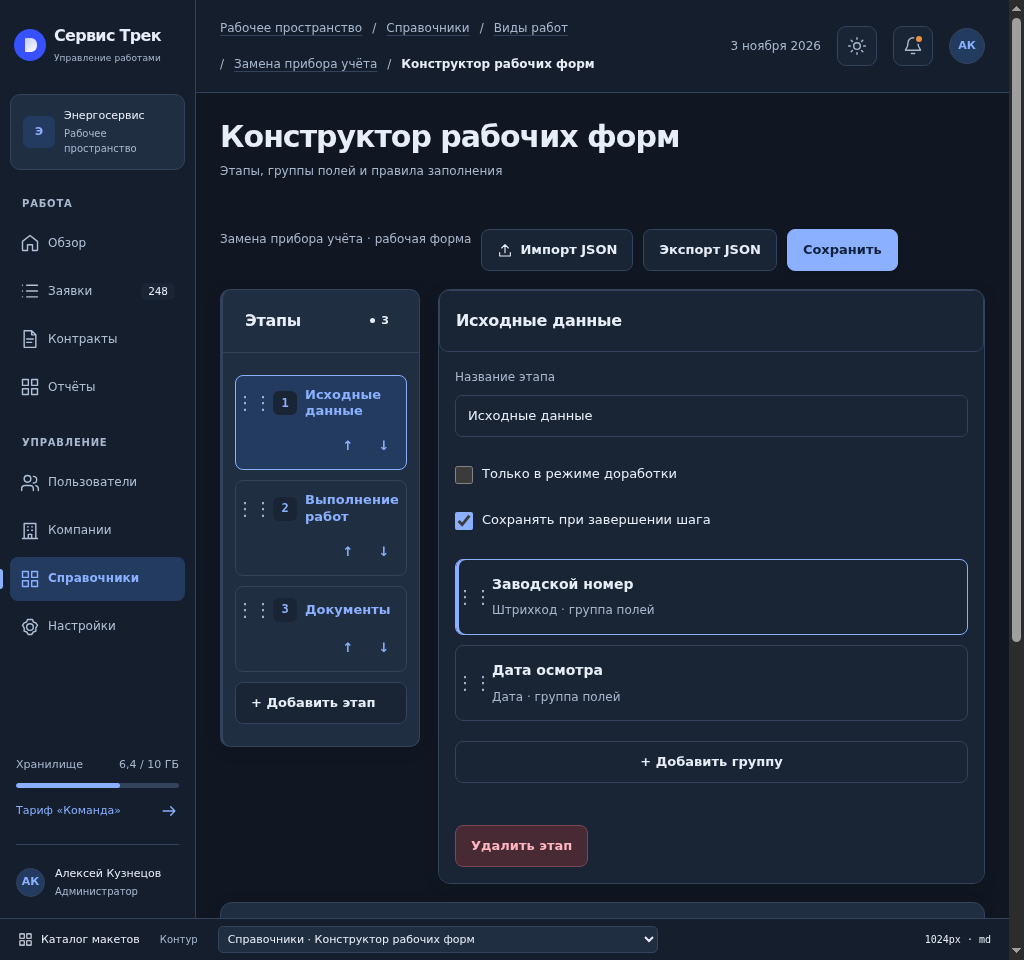 Сервис Трек
Управление работами
Э
Энергосервис
Рабочее
пространство
РАБОТА
Обзор
Заявки 248
Контракты
Отчёты
УПРАВЛЕНИЕ
Пользователи
Компании
Справочники
Настройки
Хранилище 6,4 / 10 ГБ
Тариф «Команда»
АК
Алексей Кузнецов
Администратор
Рабочее пространство / Справочники / Виды работ
/ Замена прибора учёта / Конструктор рабочих форм
3 ноября 2026
АК
Конструктор рабочих форм
Этапы, группы полей и правила заполнения
Замена прибора учёта · рабочая форма
Импорт JSON
Экспорт JSON
Сохранить
Этапы • 3
1 Исходные
данные
↑ ↓
2 Выполнение
работ
↑ ↓
3 Документы
↑ ↓
+ Добавить этап
Исходные данные
Название этапа
Исходные данные
Только в режиме доработки
Сохранять при завершении шага
Заводской номер
Штрихкод · группа полей
Дата осмотра
Дата · группа полей
+ Добавить группу
Удалить этап
Каталог макетов
Контур
Справочники · Конструктор рабочих форм
1024px · md